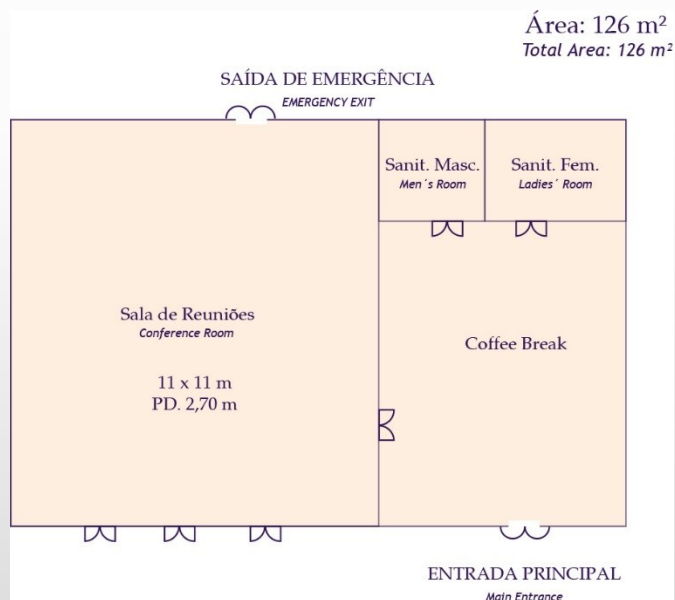 Área: 126 m²
Total Area: 126 m²
SAÍDA DE EMERGÊNCIA
EMERGENCY EXIT
Sanit. Masc.
Men´s Room
Sanit. Fem.
Ladies´ Room
Sala de Reuniões
Conference Room
11 x 11 m
PD. 2,70 m
Coffee Break
ENTRADA PRINCIPAL
Main Entrance